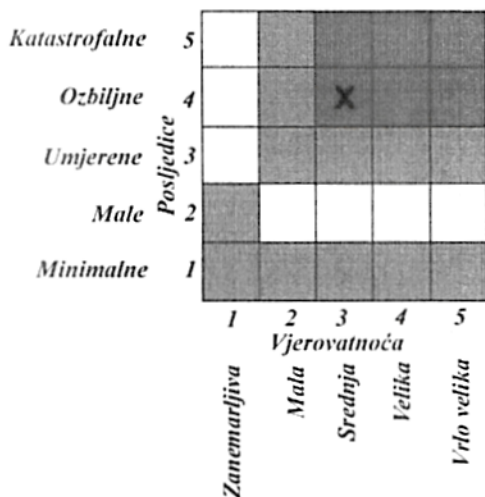 Katastrofalne 5
Ozbiljne 4 X
Umjerene 3
Male 2
Minimalne 1
Posljedice
1 2 3 4 5
Vjerovatnoća
Zanemarljiva
Mala
Srednja
Velika
Vrlo velika